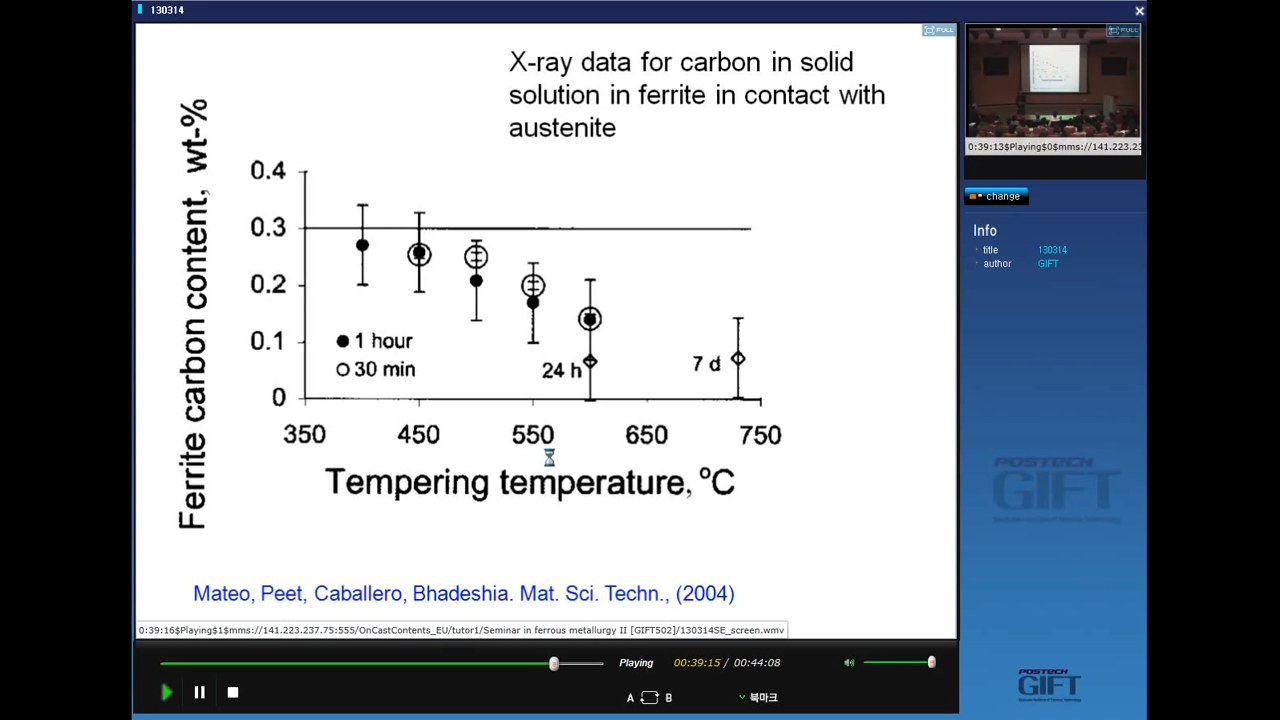 130314
FULL
X-ray data for carbon in solid
solution in ferrite in contact with
austenite
Ferrite carbon content, wt-%
0.4
0.3
0.2
0.1
0
1 hour
30 min
24 h
7 d
350 450 550 650 750
Tempering temperature, ºC
Mateo, Peet, Caballero, Bhadeshia. Mat. Sci. Techn., (2004)
0:39:16$Playing$1$mms://141.223.237.75:555/OnCastContents_EU/tutor1/Seminar in ferrous metallurgy II [GIFT502]/130314SE_screen.wmv
Playing 00:39:15 / 00:44:08
A B
북마크
FULL
0:39:13$Playing$0$mms://141.223.23
change
Info
title 130314
author GIFT
POSTECH
GIFT
POSTECH
GIFT